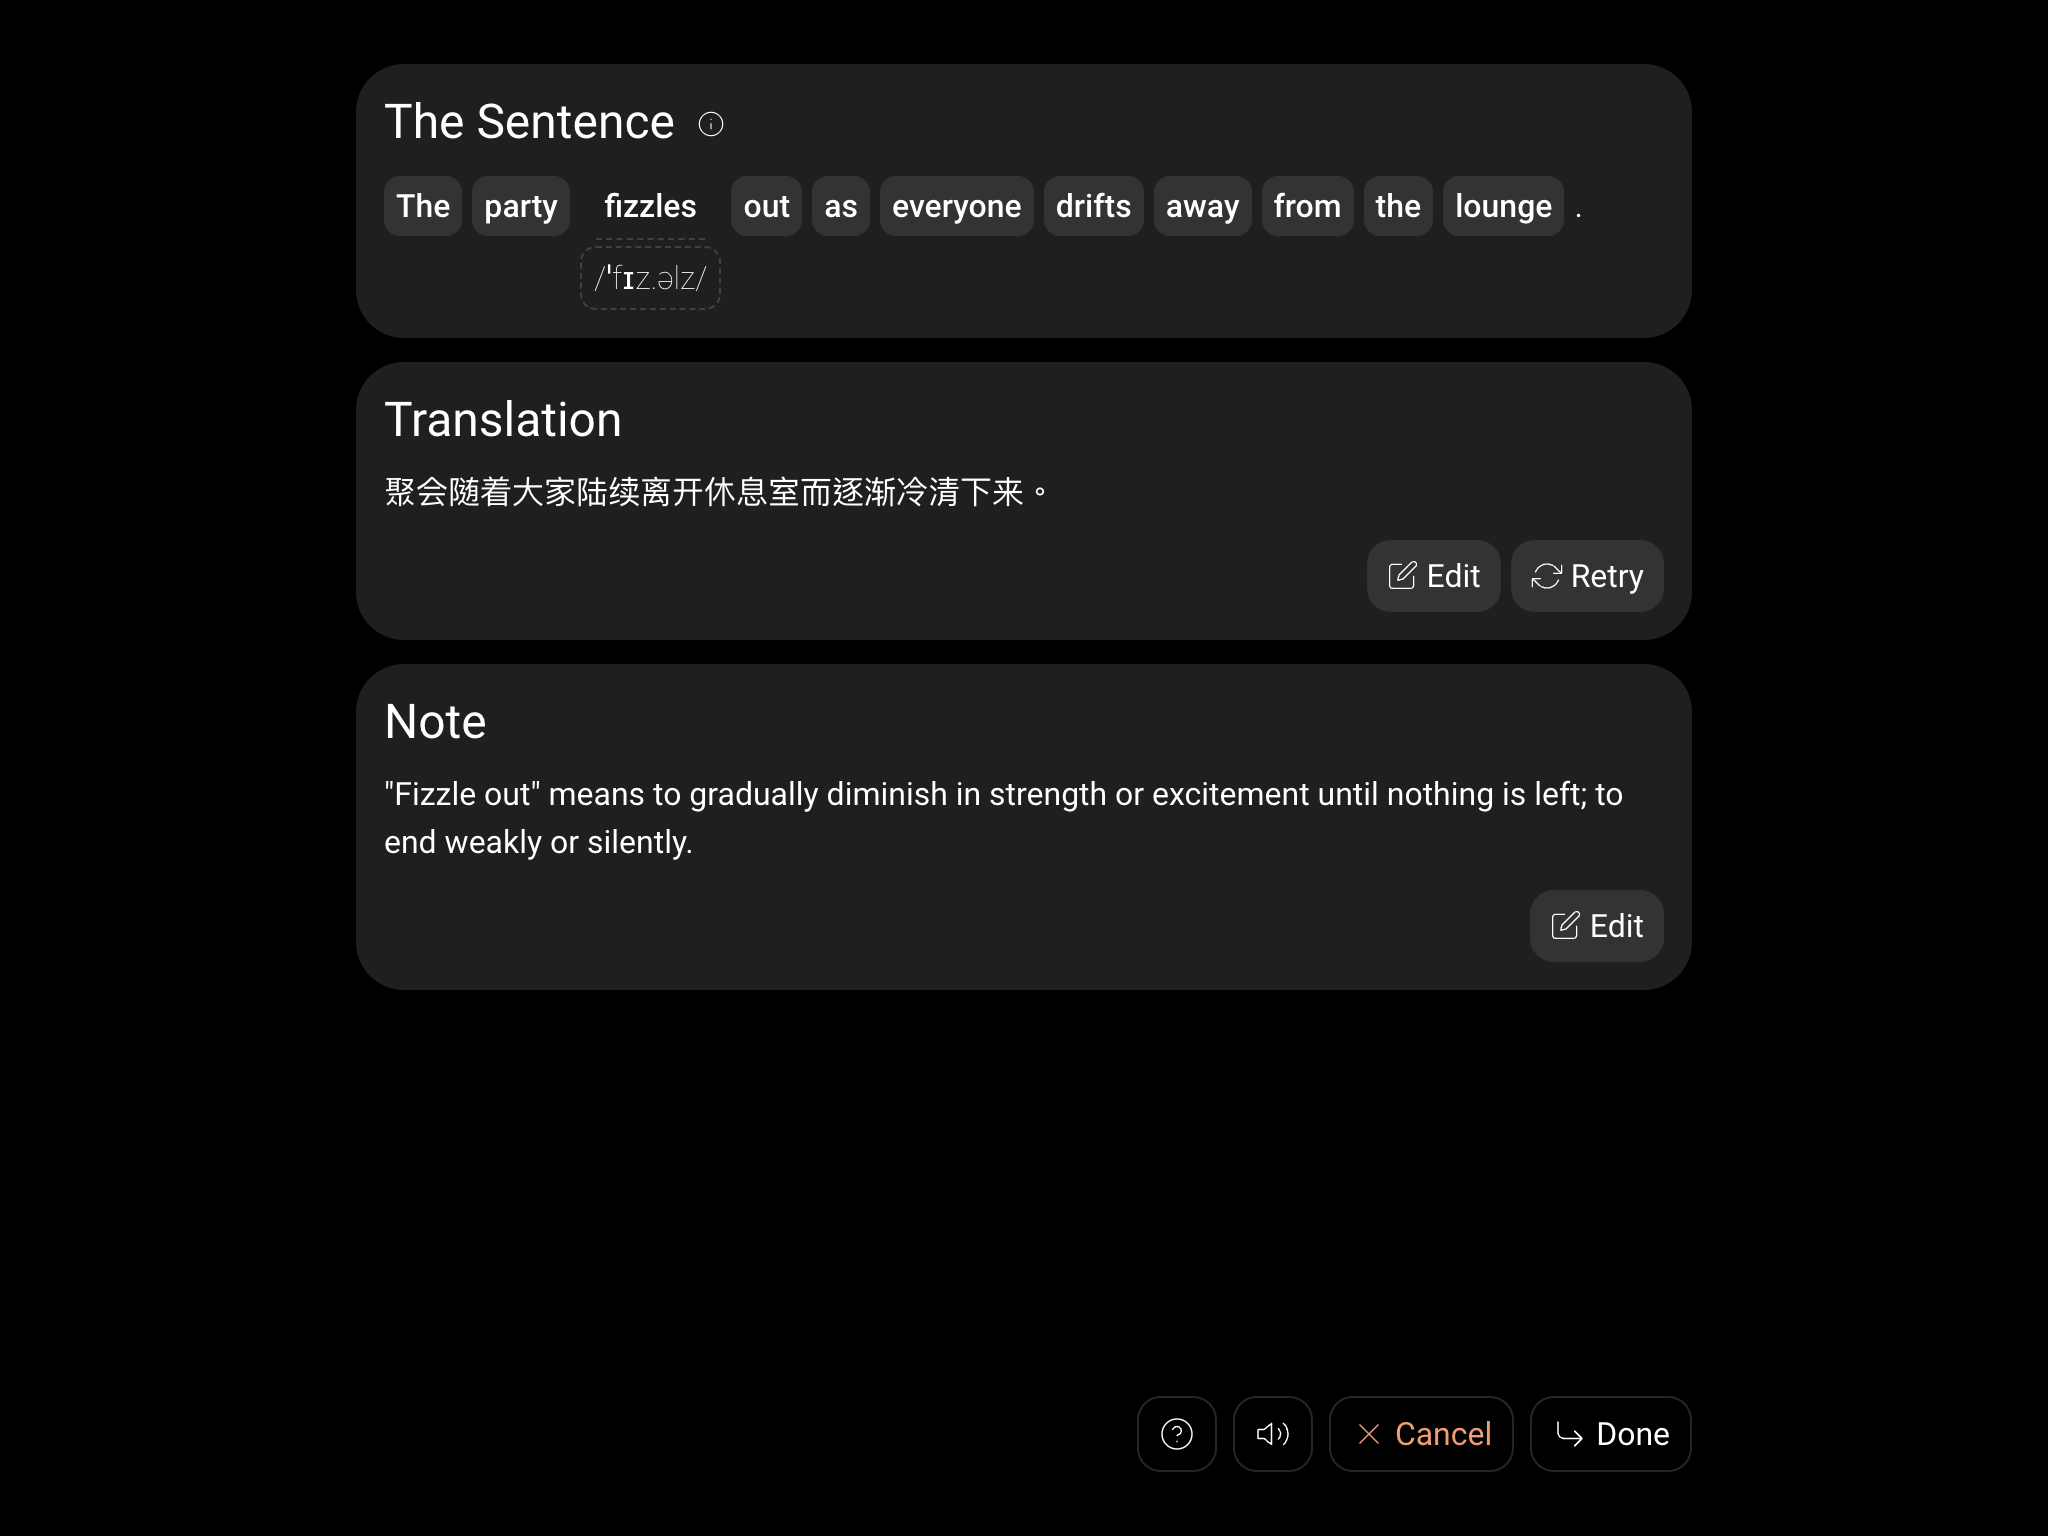 The Sentence
The party fizzles out as everyone drifts away from the lounge .
/ˈfɪz.əlz/
Translation
聚会随着大家陆续离开休息室而逐渐冷清下来。
Edit Retry
Note
"Fizzle out" means to gradually diminish in strength or excitement until nothing is left; to
end weakly or silently.
Edit
Cancel Done